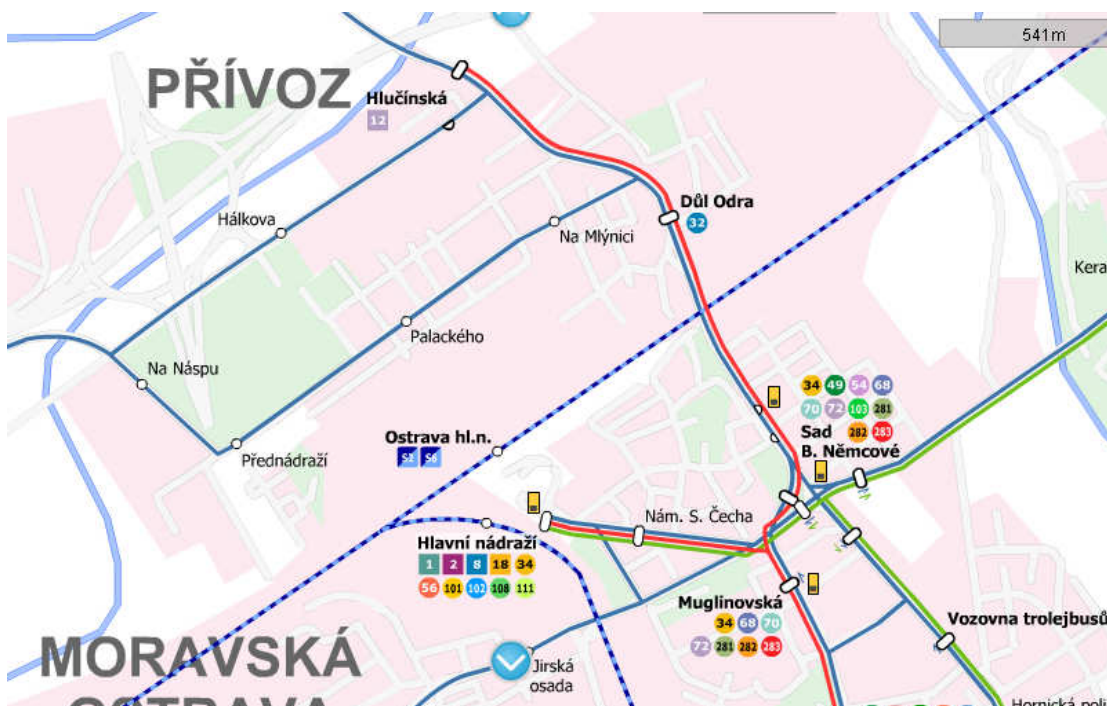 541m
PŘÍVOZ
Hlučínská
12
Důl Odra
32
Hálkova
Na Mlýnici
Kera
Palackého
Na Náspu
34 49 54 68
70 72 103 281
Sad 282 283
B. Němcové
Ostrava hl.n.
S2 S6
Přednádraží
Nám. S. Čecha
Hlavní nádraží
1 2 8 18 34
56 101 102 108 111
Muglinovská
34 68 70
72 281 282 283
Vozovna trolejbusů
MORAVSKÁ
OSTRAVA
Jirská
osada
Hornická poli